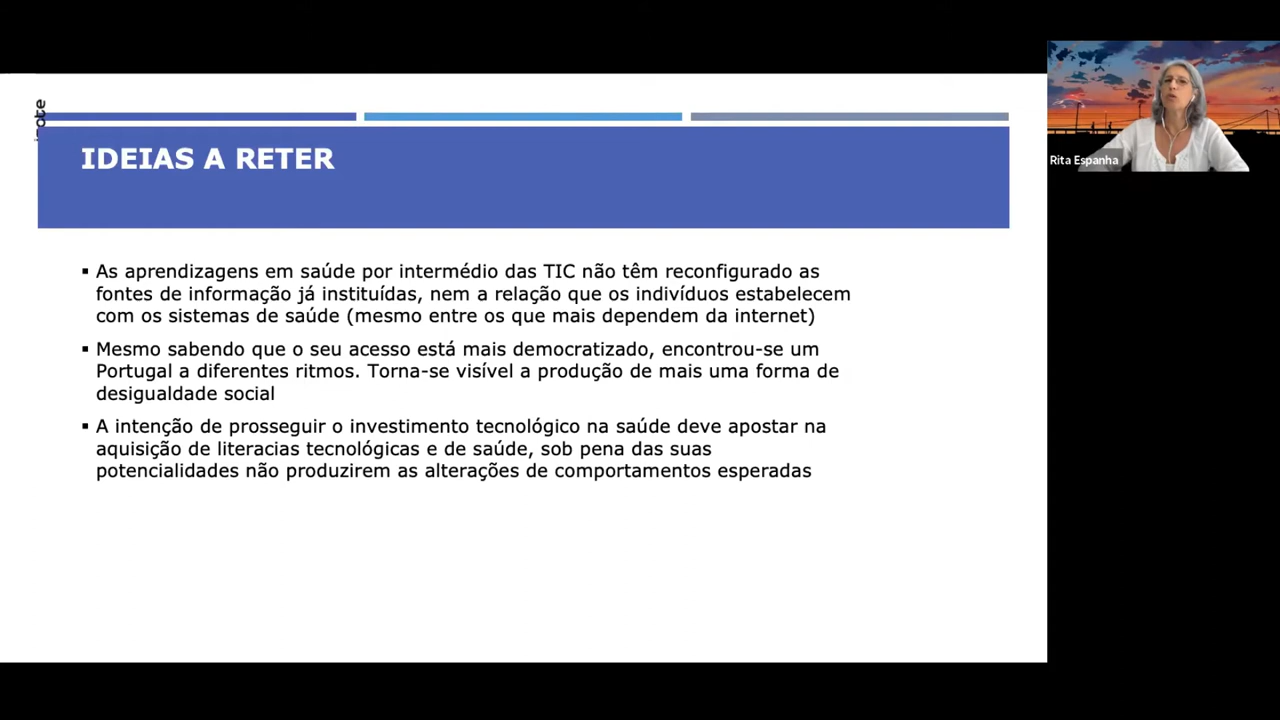 IDEIAS A RETER
Rita Espanha
▪ As aprendizagens em saúde por intermédio das TIC não têm reconfigurado as
fontes de informação já instituídas, nem a relação que os indivíduos estabelecem
com os sistemas de saúde (mesmo entre os que mais dependem da internet)
▪ Mesmo sabendo que o seu acesso está mais democratizado, encontrou-se um
Portugal a diferentes ritmos. Torna-se visível a produção de mais uma forma de
desigualdade social
▪ A intenção de prosseguir o investimento tecnológico na saúde deve apostar na
aquisição de literacias tecnológicas e de saúde, sob pena das suas
potencialidades não produzirem as alterações de comportamentos esperadas